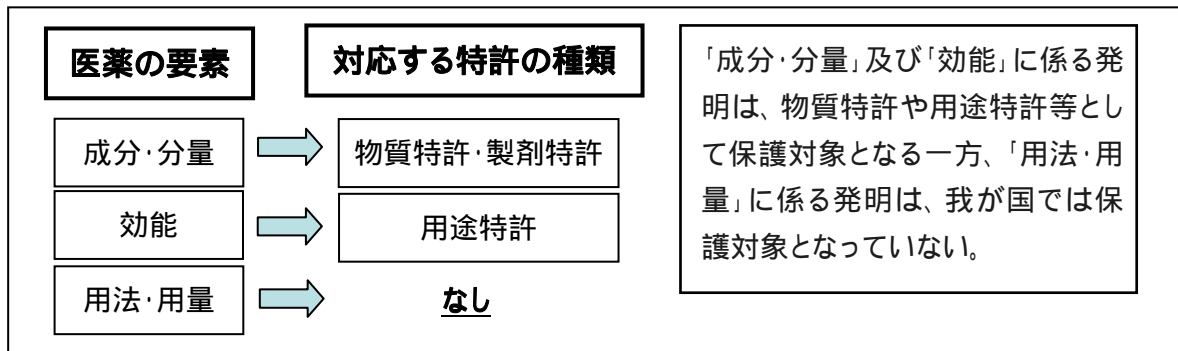 医薬の要素
対応する特許の種類
成分・分量
物質特許・製剤特許
効能
用途特許
用法・用量
なし
「成分・分量」及び「効能」に係る発
明は、物質特許や用途特許等とし
て保護対象となる一方、「用法・用
量」に係る発明は、我が国では保
護対象となっていない。